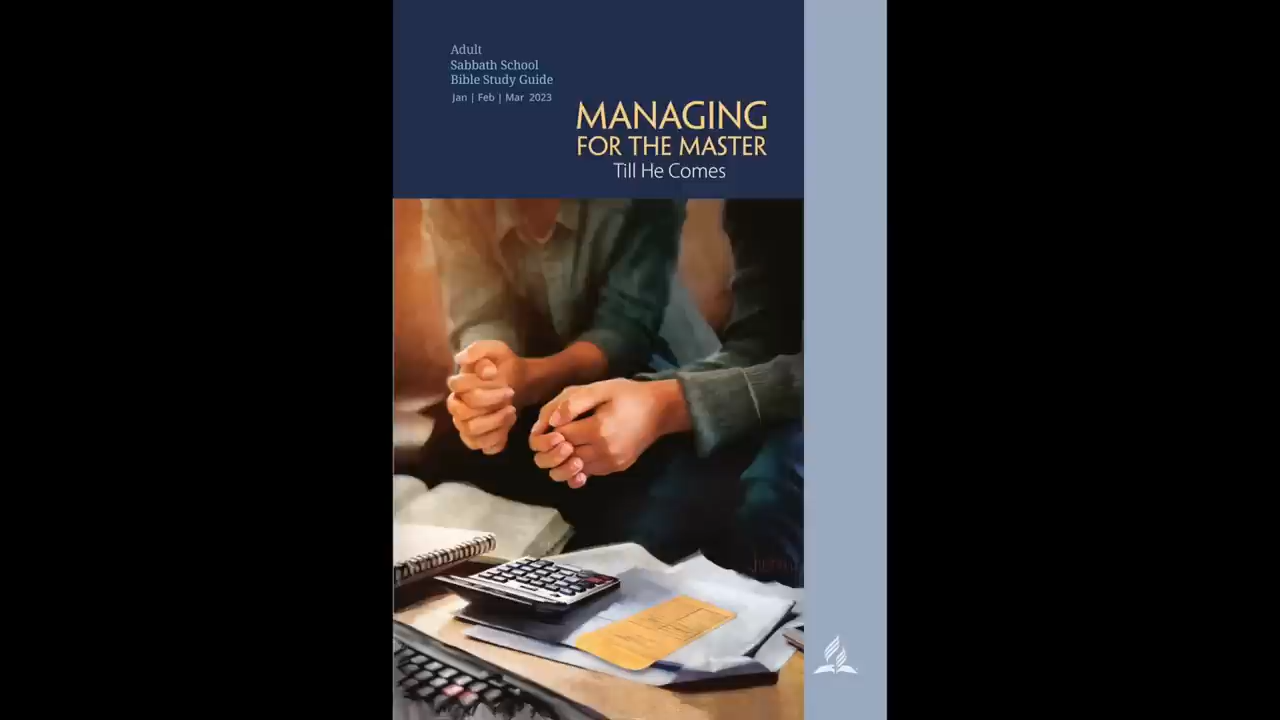 Adult
Sabbath School
Bible Study Guide
Jan | Feb | Mar 2023
MANAGING
FOR THE MASTER
Till He Comes